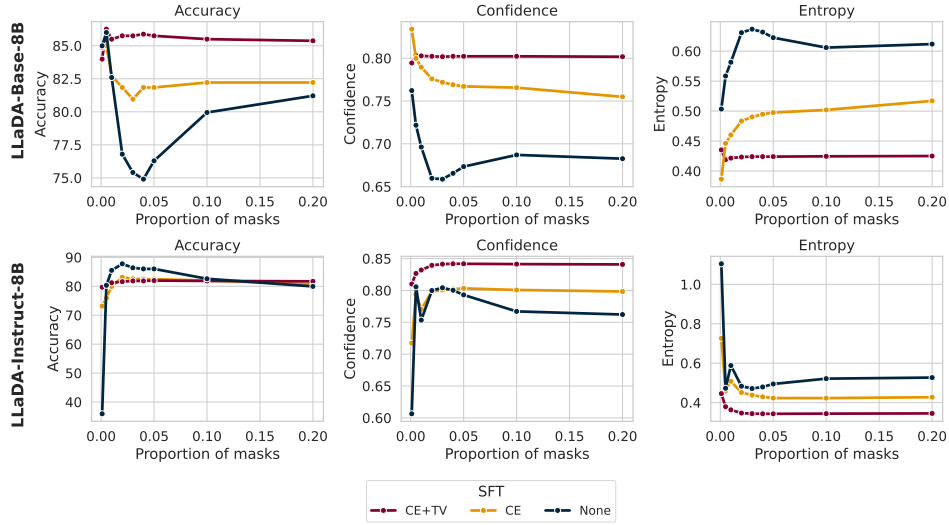 Accuracy
Confidence
Entropy
LLaDA-Base-8B
Accuracy
85.0
82.5
80.0
77.5
75.0
0.00 0.05 0.10 0.15 0.20
Proportion of masks
Confidence
0.80
0.75
0.70
0.65
0.00 0.05 0.10 0.15 0.20
Proportion of masks
Entropy
0.60
0.55
0.50
0.45
0.40
0.00 0.05 0.10 0.15 0.20
Proportion of masks
Accuracy
Confidence
Entropy
LLaDA-Instruct-8B
Accuracy
90
80
70
60
50
40
0.00 0.05 0.10 0.15 0.20
Proportion of masks
Confidence
0.85
0.80
0.75
0.70
0.65
0.60
0.00 0.05 0.10 0.15 0.20
Proportion of masks
Entropy
1.0
0.8
0.6
0.4
0.00 0.05 0.10 0.15 0.20
Proportion of masks
SFT
CE+TV CE None